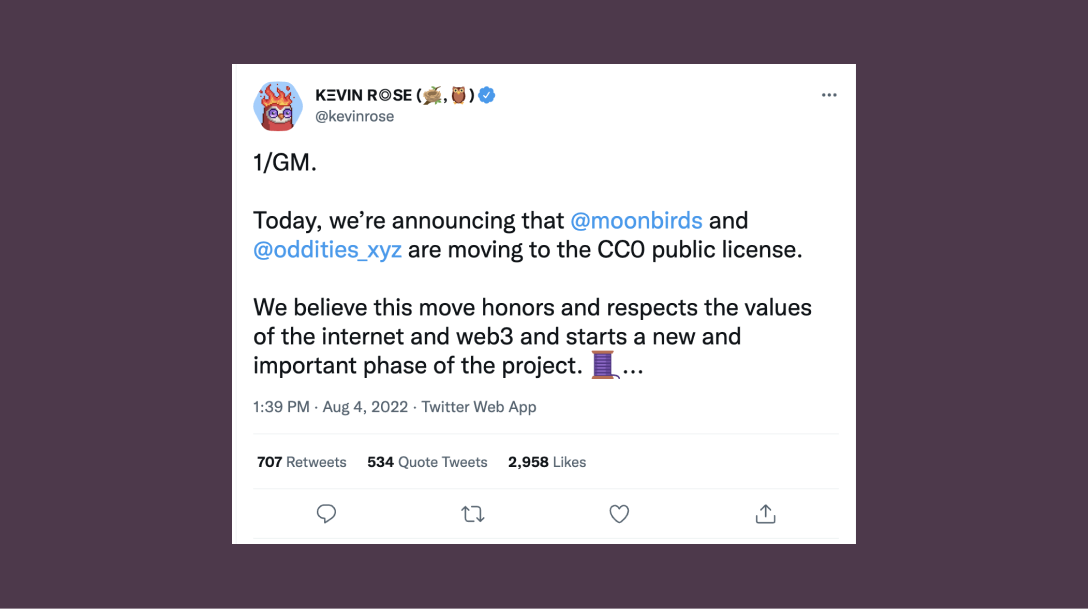 KΞVIN R◎SE (🪹,🦉)
@kevinrose
1/GM.
Today, we’re announcing that @moonbirds and
@oddities_xyz are moving to the CC0 public license.
We believe this move honors and respects the values
of the internet and web3 and starts a new and
important phase of the project. 🧵...
1:39 PM · Aug 4, 2022 · Twitter Web App
707 Retweets 534 Quote Tweets 2,958 Likes